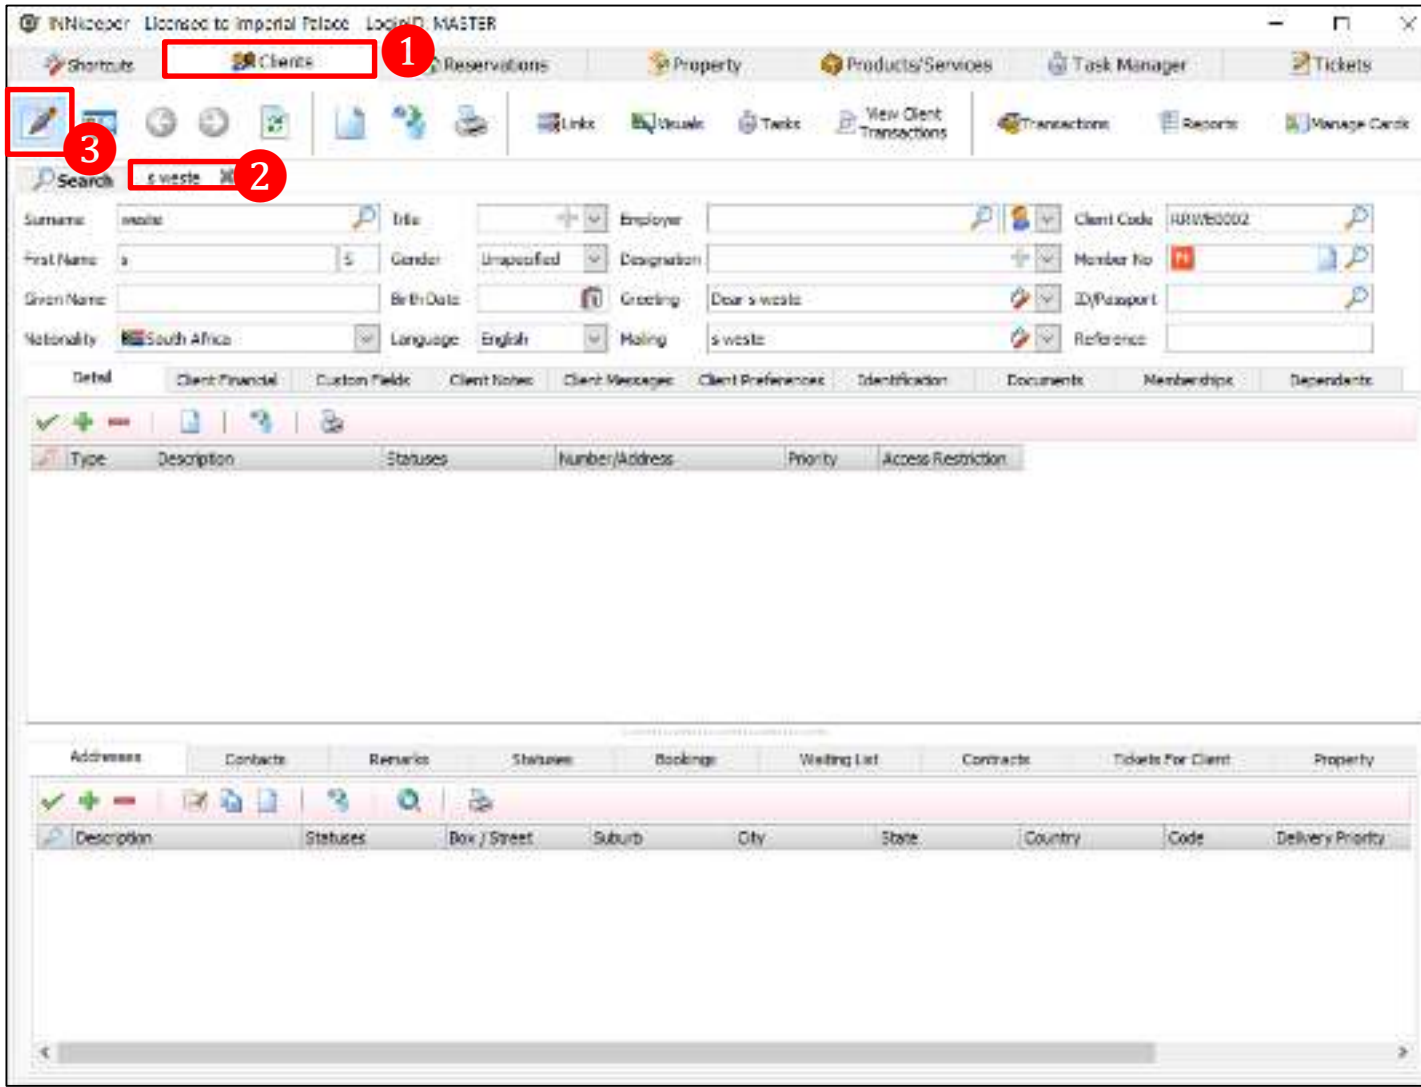 INNkeeper Licensed to Imperial Palace LoginID MASTER
Shortcuts Clients 1 Reservations Property Products/Services Task Manager Tickets
Links Visuals Tasks View Client Transactions Transactions Reports Manage Cards
3
Search s weste 2
Surname weste Title Employer Client Code
First Name s S Gender Unspecified Designation Member No
Given Name Birth Date Greeting Dear s weste ID/Passport
Nationality South Africa Language English Mailing s weste Reference
Detail Client Financial Custom Fields Client Notes Client Messages Client Preferences Identification Documents Memberships Dependants
Type Description Statuses Number/Address Priority Access Restriction
Addresses Contacts Remarks Statuses Bookings Waiting List Contracts Tickets For Client Property
Description Statuses Box / Street Suburb City State Country Code Delivery Priority